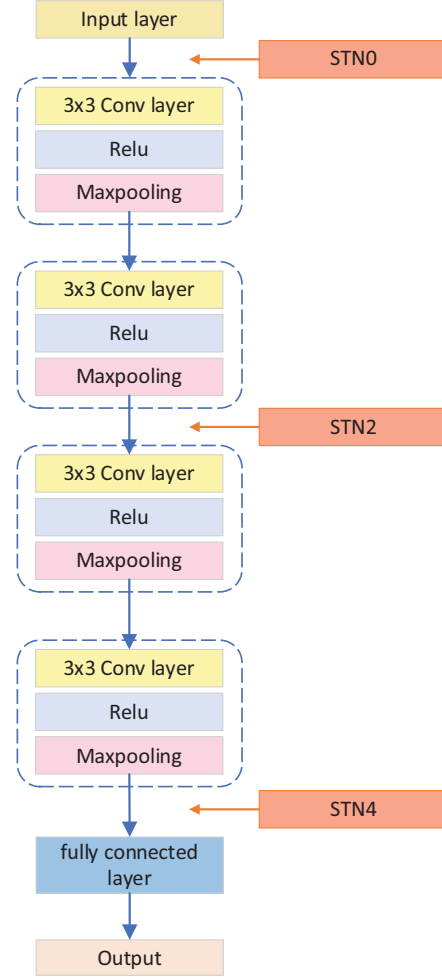 Input layer
STN0
3x3 Conv layer
Relu
Maxpooling
3x3 Conv layer
Relu
Maxpooling
STN2
3x3 Conv layer
Relu
Maxpooling
3x3 Conv layer
Relu
Maxpooling
STN4
fully connected
layer
Output